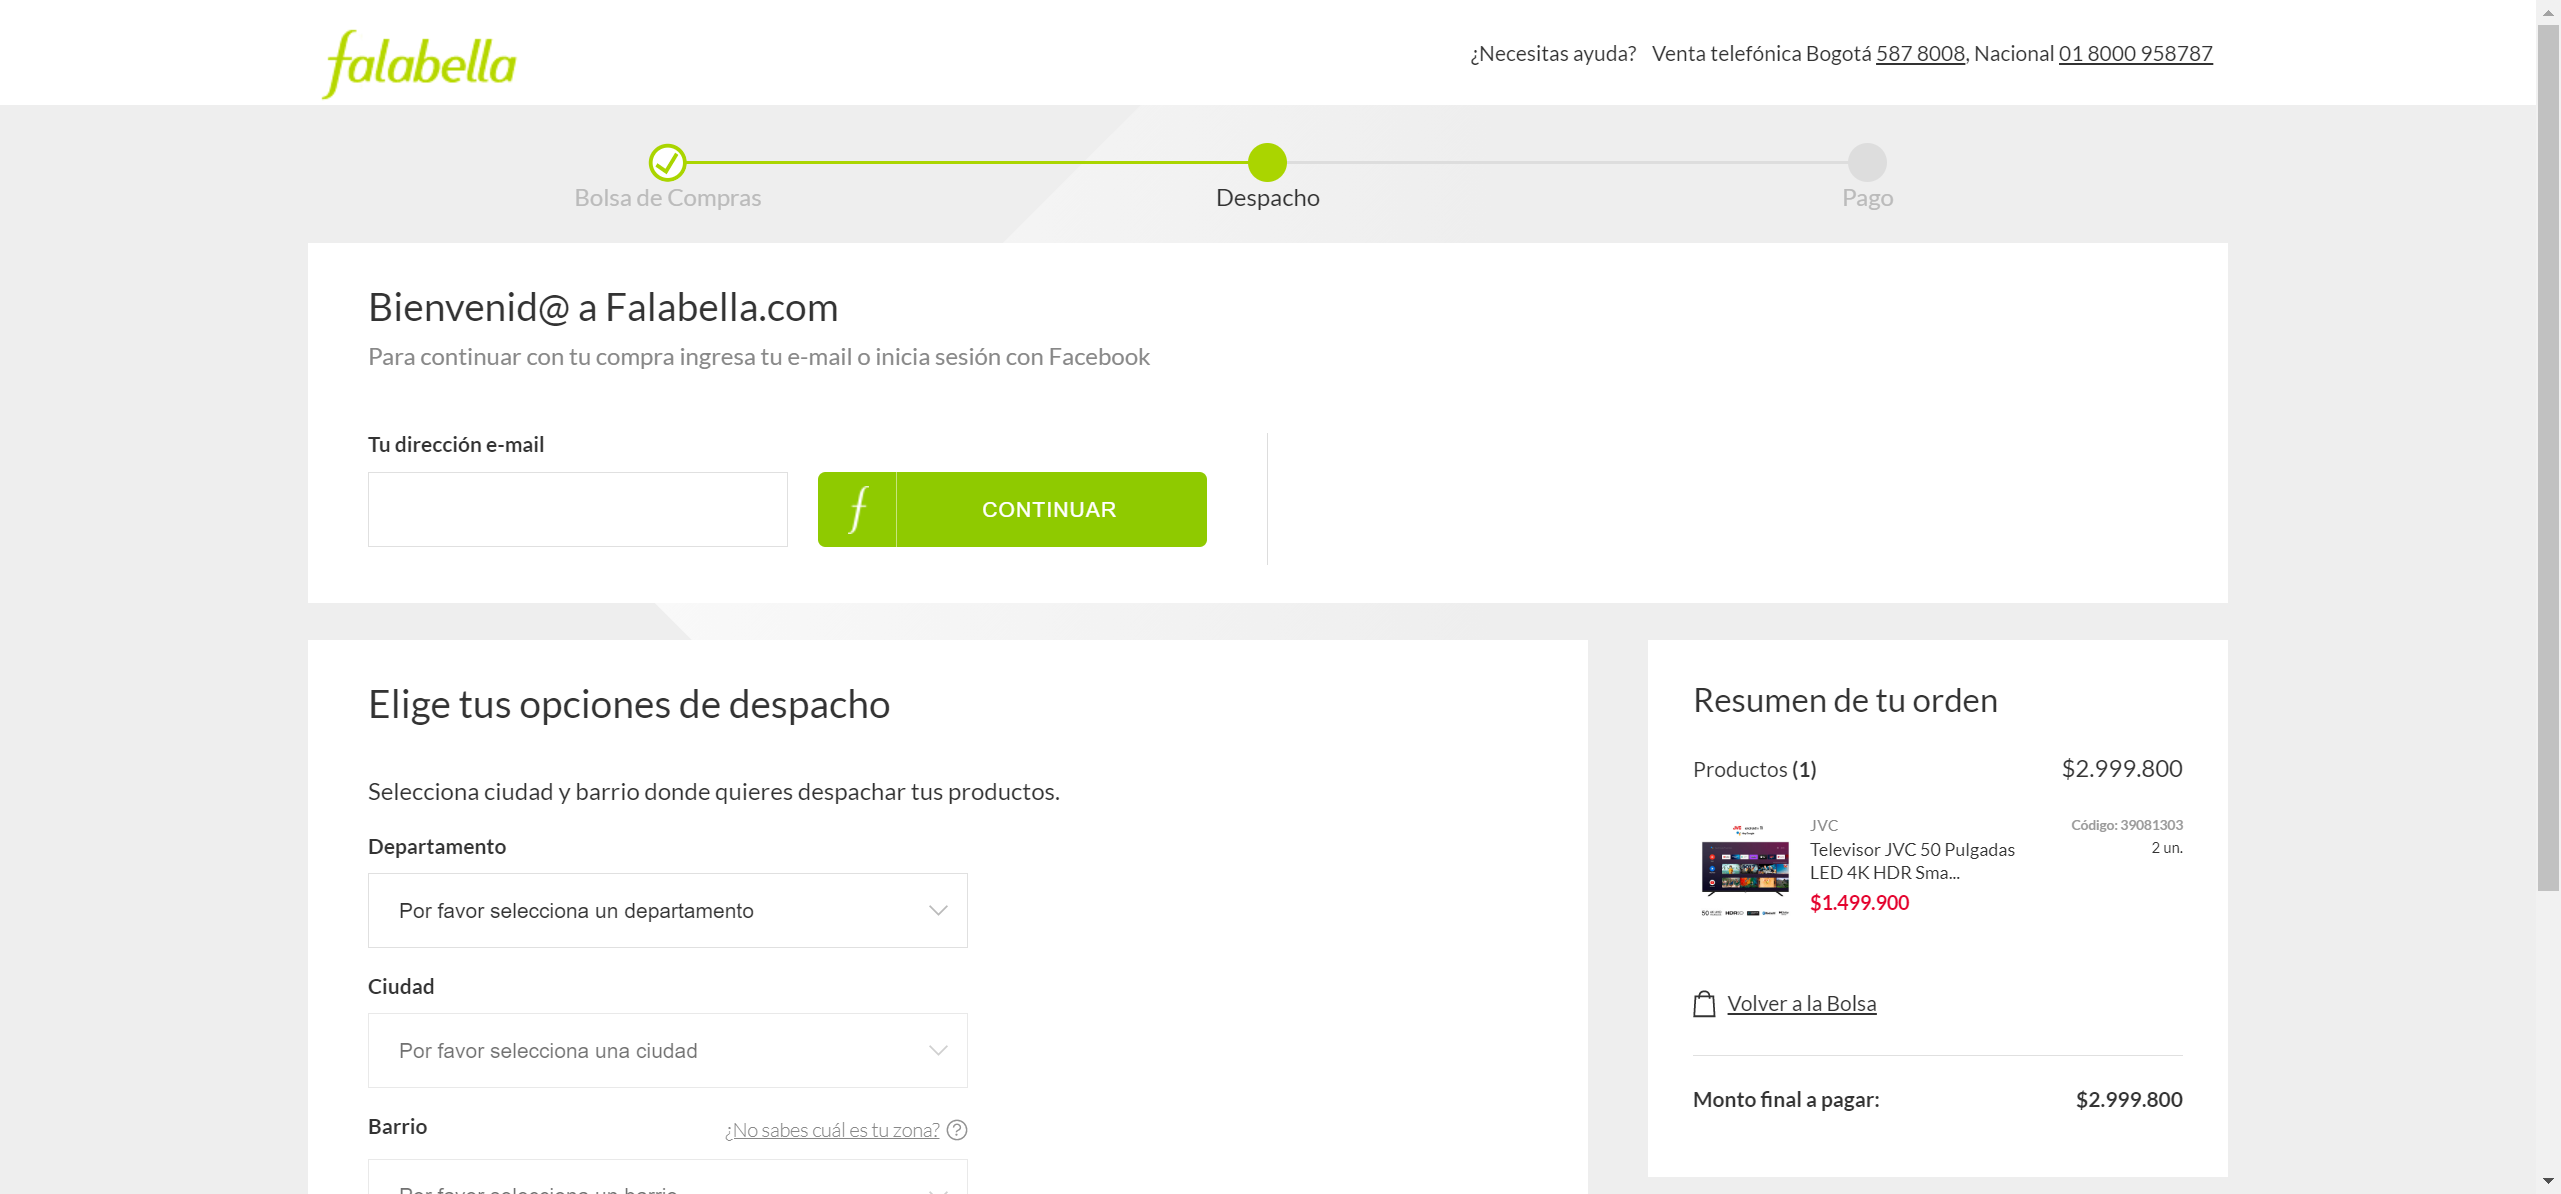 falabella
¿Necesitas ayuda? Venta telefónica Bogotá 587 8008, Nacional 01 8000 958787
Bolsa de Compras
Despacho
Pago
Bienvenid@ a Falabella.com
Para continuar con tu compra ingresa tu e-mail o inicia sesión con Facebook
Tu dirección e-mail
f CONTINUAR
Elige tus opciones de despacho
Selecciona ciudad y barrio donde quieres despachar tus productos.
Departamento
Por favor selecciona un departamento
Ciudad
Por favor selecciona una ciudad
Barrio ¿No sabes cuál es tu zona? ?
Por favor selecciona un barrio
Resumen de tu orden
Productos (1) $2.999.800
JVC Código: 39081303
Televisor JVC 50 Pulgadas 2 un.
LED 4K HDR Sma...
$1.499.900
Volver a la Bolsa
Monto final a pagar: $2.999.800